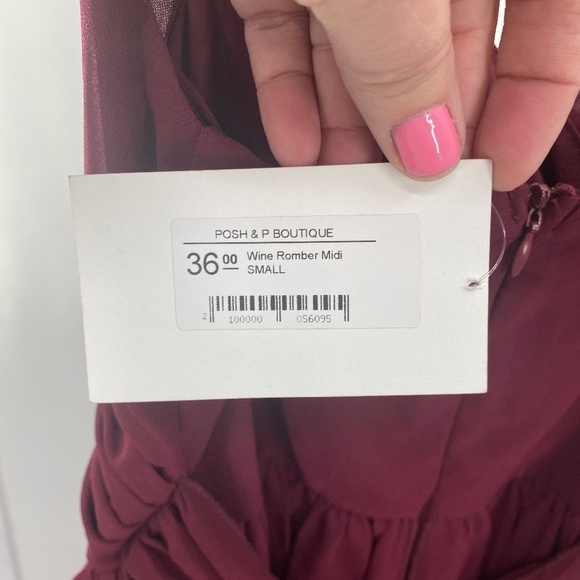 POSH & P BOUTIQUE
36 00 Wine Romber Midi
SMALL
2 100000 056095